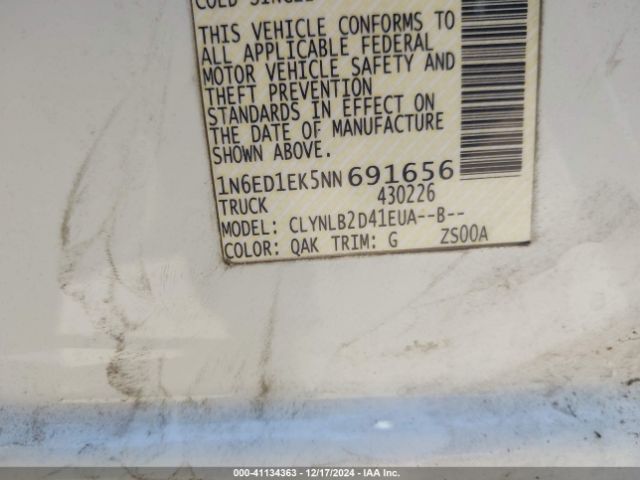 COLD SINGLE
THIS VEHICLE CONFORMS TO
ALL APPLICABLE FEDERAL
MOTOR VEHICLE SAFETY AND
THEFT PREVENTION
STANDARDS IN EFFECT ON
THE DATE OF MANUFACTURE
SHOWN ABOVE.
1N6ED1EK5NN691656
TRUCK 430226
MODEL: CLYNLB2D41EUA--B--
COLOR: QAK TRIM: G ZS00A
000-41134363 — 12/17/2024 — IAA Inc.